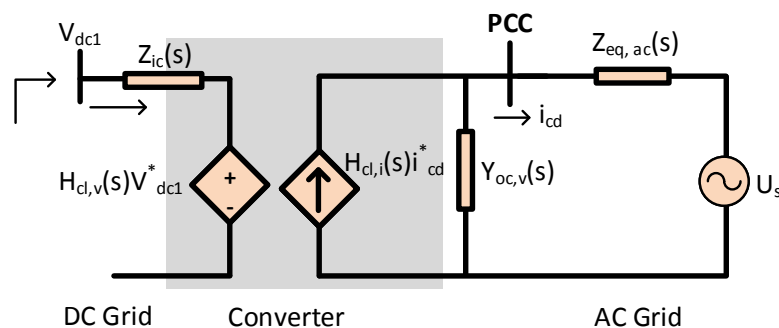 V_dc1
Z_ic(s)
PCC
Z_eq, ac(s)
i_cd
H_cl,v(s)V^*_dc1
+
-
H_cl,i(s)i^*_cd
Y_oc,v(s)
U_s
DC Grid
Converter
AC Grid